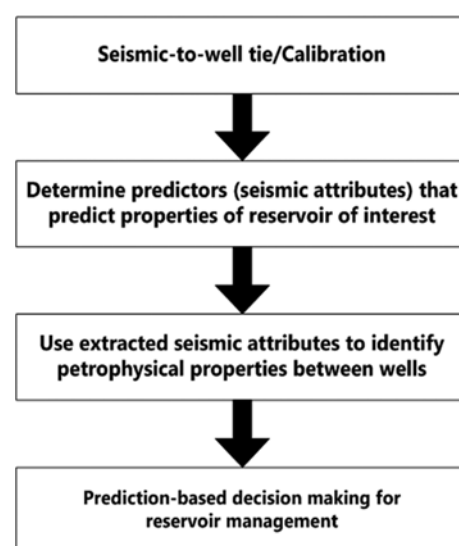 Seismic-to-well tie/Calibration
Determine predictors (seismic attributes) that
predict properties of reservoir of interest
Use extracted seismic attributes to identify
petrophysical properties between wells
Prediction-based decision making for
reservoir management